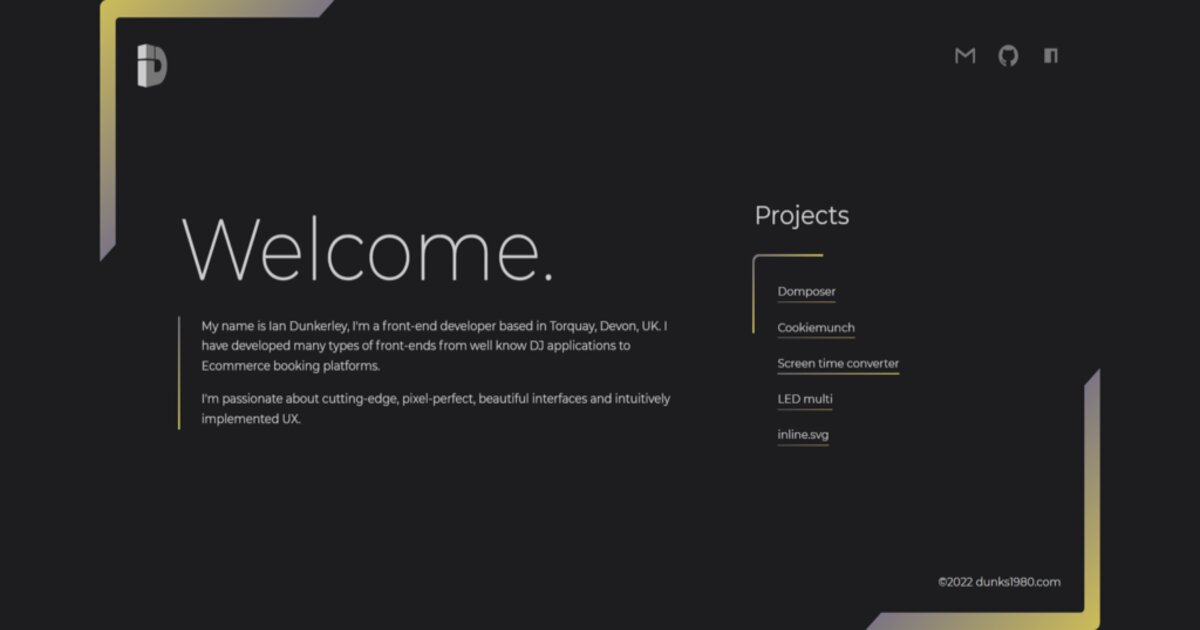 Welcome.
My name is Ian Dunkerley, I'm a front-end developer based in Torquay, Devon, UK. I
have developed many types of front-ends from well know DJ applications to
Ecommerce booking platforms.
I'm passionate about cutting-edge, pixel-perfect, beautiful interfaces and intuitively
implemented UX.
Projects
Domposer
Cookiemunch
Screen time converter
LED multi
inline.svg
©2022 dunks1980.com